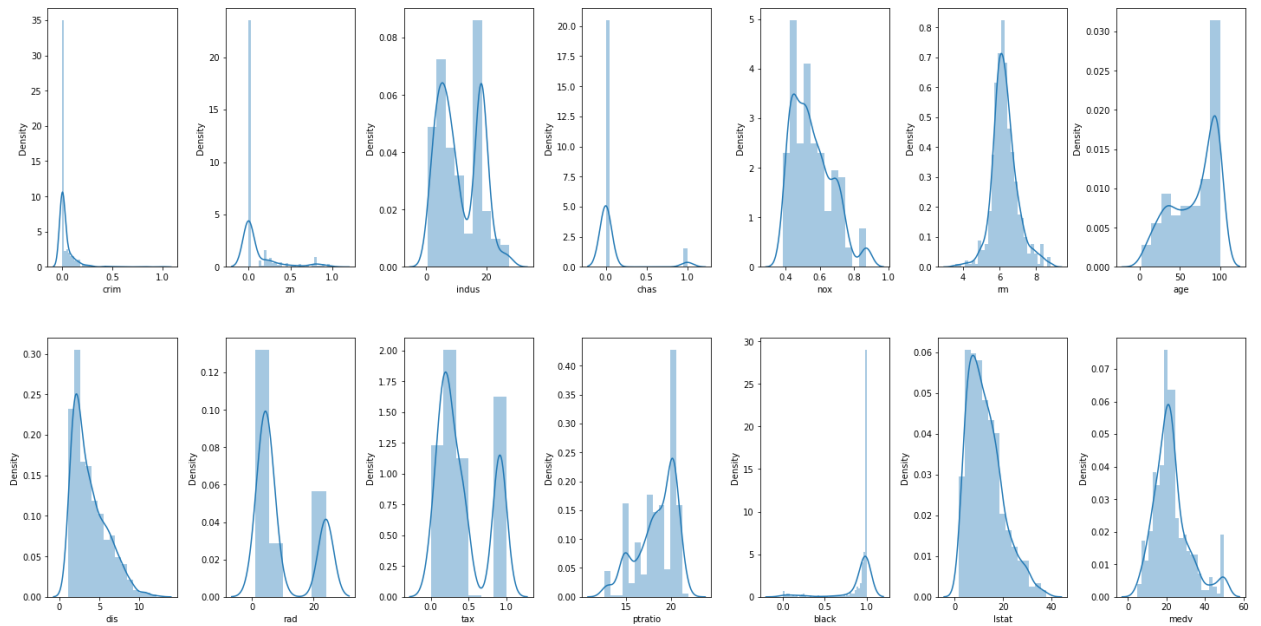 35
30
25
20
15
10
5
0
Density
0.0 0.5 1.0
crim
20
15
10
5
0
Density
0.0 0.5 1.0
zn
0.08
0.06
0.04
0.02
0.00
Density
0 20
indus
20.0
17.5
15.0
12.5
10.0
7.5
5.0
2.5
0.0
Density
0.0 0.5 1.0
chas
5
4
3
2
1
0
Density
0.4 0.6 0.8 1.0
nox
0.8
0.7
0.6
0.5
0.4
0.3
0.2
0.1
0.0
Density
4 6 8
rm
0.030
0.025
0.020
0.015
0.010
0.005
0.000
Density
0 50 100
age
0.30
0.25
0.20
0.15
0.10
0.05
0.00
Density
0 10
dis
0.12
0.10
0.08
0.06
0.04
0.02
0.00
Density
0 20
rad
2.00
1.75
1.50
1.25
1.00
0.75
0.50
0.25
0.00
Density
0.0 0.5 1.0
tax
0.40
0.35
0.30
0.25
0.20
0.15
0.10
0.05
0.00
Density
15 20
ptratio
30
25
20
15
10
5
0
Density
0.0 0.5 1.0
black
0.06
0.05
0.04
0.03
0.02
0.01
0.00
Density
0 20 40
lstat
0.07
0.06
0.05
0.04
0.03
0.02
0.01
0.00
Density
0 20 40 60
medv